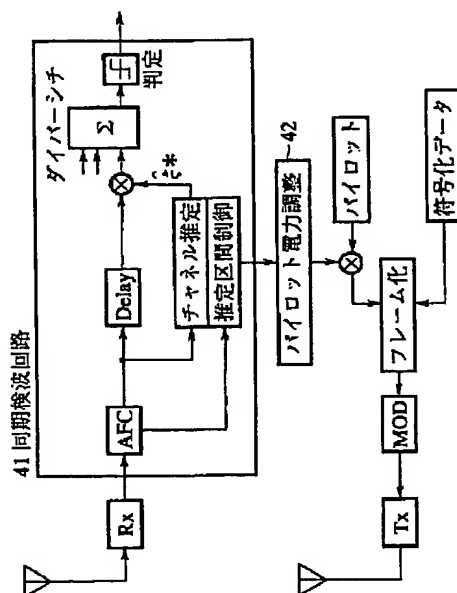 41 同期検波回路
Rx
AFC
Delay
ダイバーシチ
Σ
判定
チャネル推定
推定区間制御
パイロット電力調整
42
パイロット
フレーム化
符号化データ
MOD
Tx